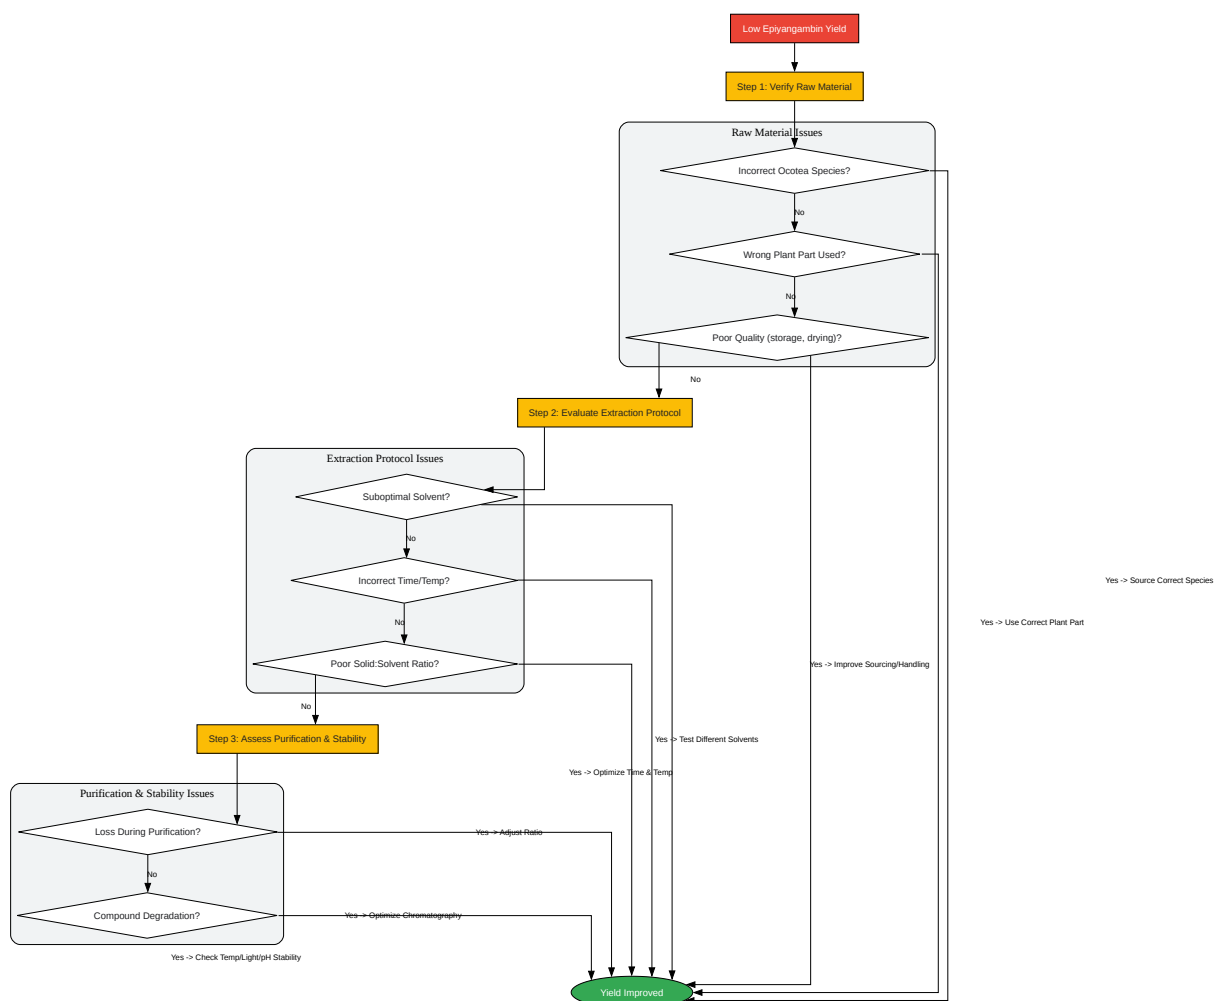 Low Epiyangambin Yield
Step 1: Verify Raw Material
Raw Material Issues
Incorrect Ocotea Species?
No
Wrong Plant Part Used?
No
Poor Quality (storage, drying)?
No
Step 2: Evaluate Extraction Protocol
Extraction Protocol Issues
Suboptimal Solvent?
No
Incorrect Time/Temp?
Yes -> Source Correct Species
No
Yes -> Use Correct Plant Part
Poor Solid:Solvent Ratio?
Yes -> Improve Sourcing/Handling
No
Step 3: Assess Purification & Stability
Yes -> Test Different Solvents
Yes -> Optimize Time & Temp
Purification & Stability Issues
Loss During Purification?
Yes -> Adjust Ratio
No
Compound Degradation?
Yes -> Optimize Chromatography
Yes -> Check Temp/Light/pH Stability
Yield Improved